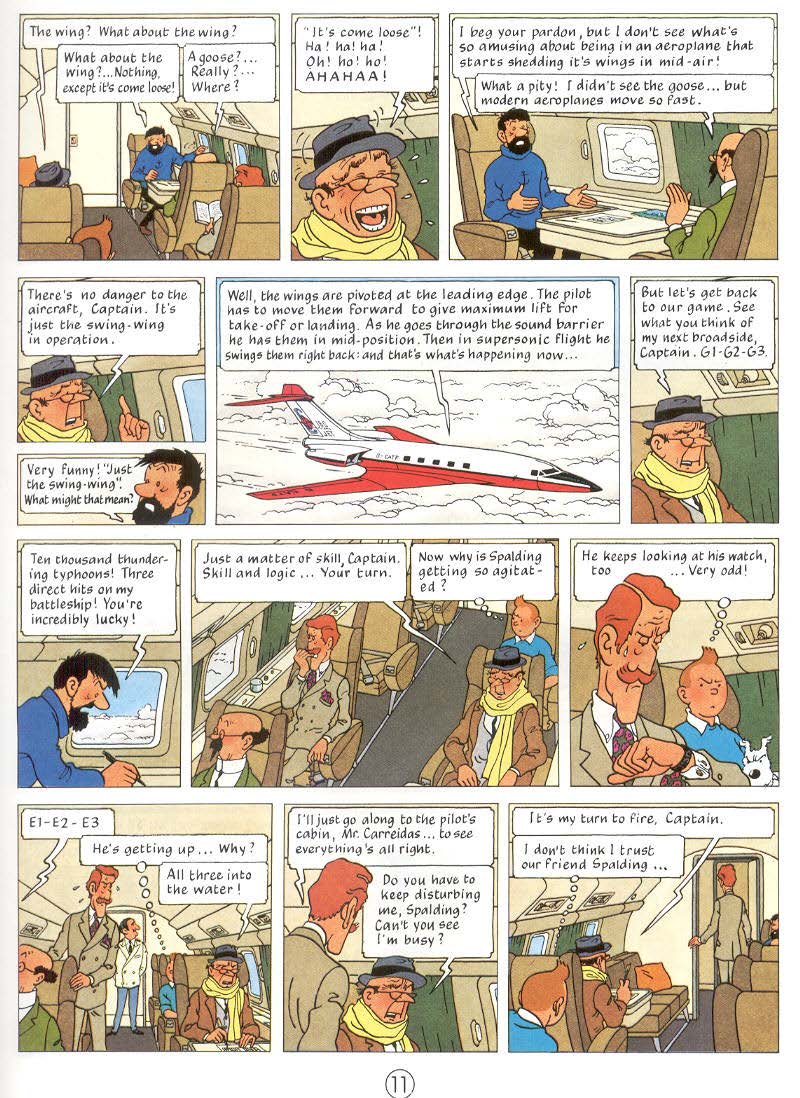 The wing? What about the wing?
What about the
wing?...Nothing,
except it's come loose!
A goose?...
Really?...
Where?
"It's come loose"!
Ha! ha! ha!
Oh! ho! ho!
AHAHAA!
I beg your pardon, but I don't see what's
so amusing about being in an aeroplane that
starts shedding it's wings in mid-air!
What a pity! I didn't see the goose... but
modern aeroplanes move so fast.
There's no danger to the
aircraft, Captain. It's
just the swing-wing
in operation.
Very funny! "Just
the swing-wing".
What might that mean?
Well, the wings are pivoted at the leading edge. The pilot
has to move them forward to give maximum lift for
take-off or landing. As he goes through the sound barrier
he has them in mid-position. Then in supersonic flight he
swings them right back: and that's what's happening now...
But let's get back
to our game. See
what you think of
my next broadside,
Captain. G1-G2-G3.
Ten thousand thunder-
ing typhoons! Three
direct hits on my
battleship! You're
incredibly lucky!
Just a matter of skill, Captain.
Skill and logic... Your turn.
Now why is Spalding
getting so agitat-
ed?
He keeps looking at his watch,
too ...Very odd!
E1-E2-E3
He's getting up... Why?
All three into
the water!
I'll just go along to the pilot's
cabin, Mr. Carreidas... to see
everything's all right.
Do you have to
keep disturbing
me, Spalding?
Can't you see
I'm busy?
It's my turn to fire, Captain.
I don't think I trust
our friend Spalding...
11